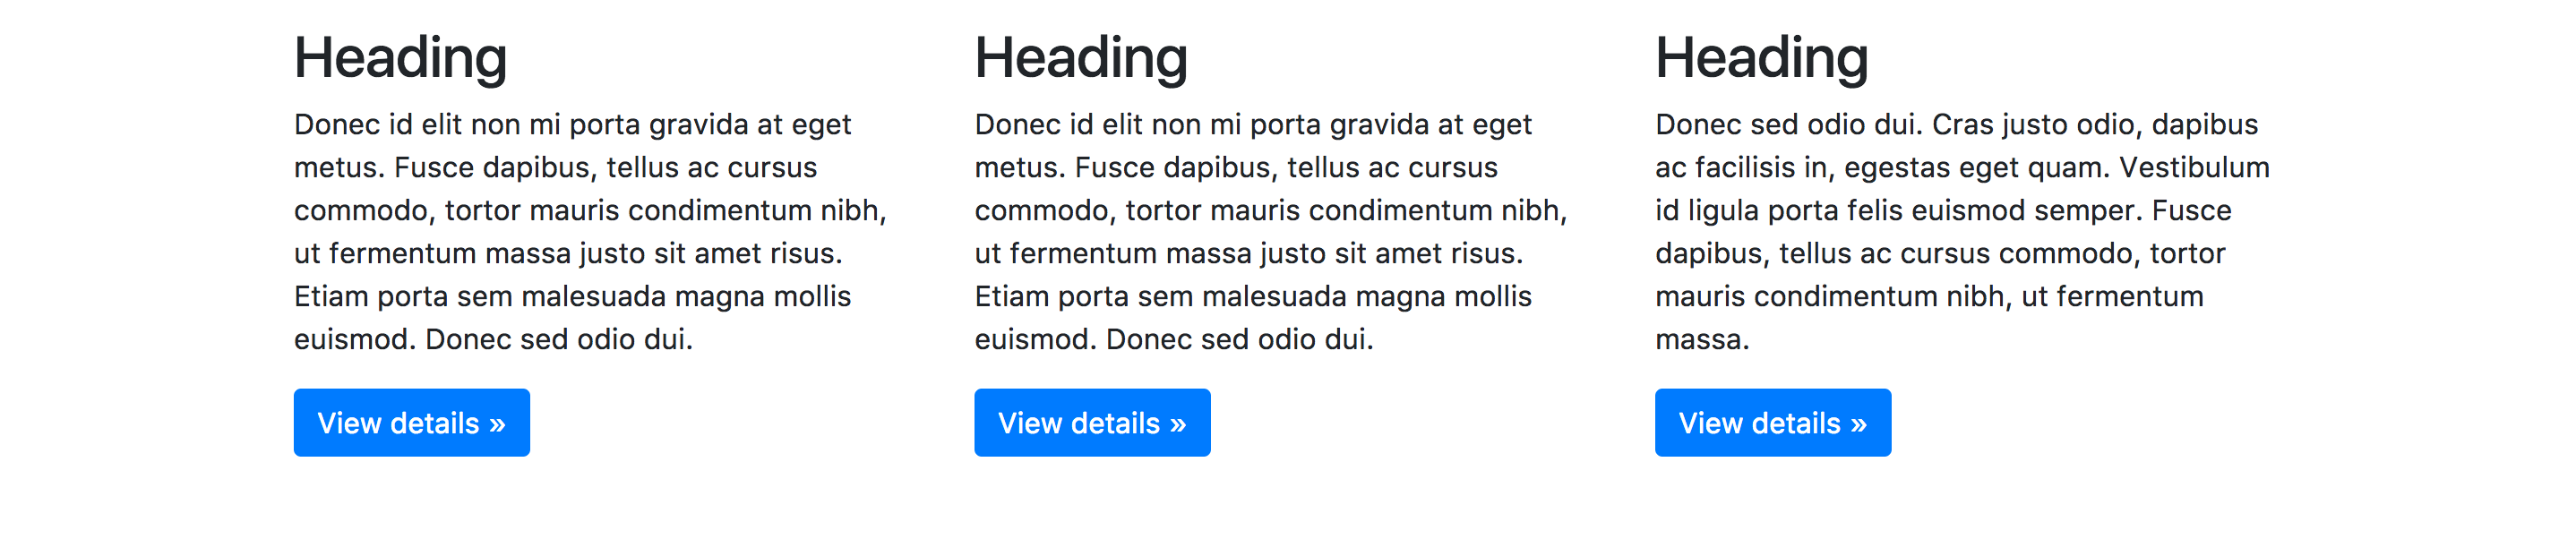 Heading
Donec id elit non mi porta gravida at eget
metus. Fusce dapibus, tellus ac cursus
commodo, tortor mauris condimentum nibh,
ut fermentum massa justo sit amet risus.
Etiam porta sem malesuada magna mollis
euismod. Donec sed odio dui.
View details »
Heading
Donec id elit non mi porta gravida at eget
metus. Fusce dapibus, tellus ac cursus
commodo, tortor mauris condimentum nibh,
ut fermentum massa justo sit amet risus.
Etiam porta sem malesuada magna mollis
euismod. Donec sed odio dui.
View details »
Heading
Donec sed odio dui. Cras justo odio, dapibus
ac facilisis in, egestas eget quam. Vestibulum
id ligula porta felis euismod semper. Fusce
dapibus, tellus ac cursus commodo, tortor
mauris condimentum nibh, ut fermentum
massa.
View details »